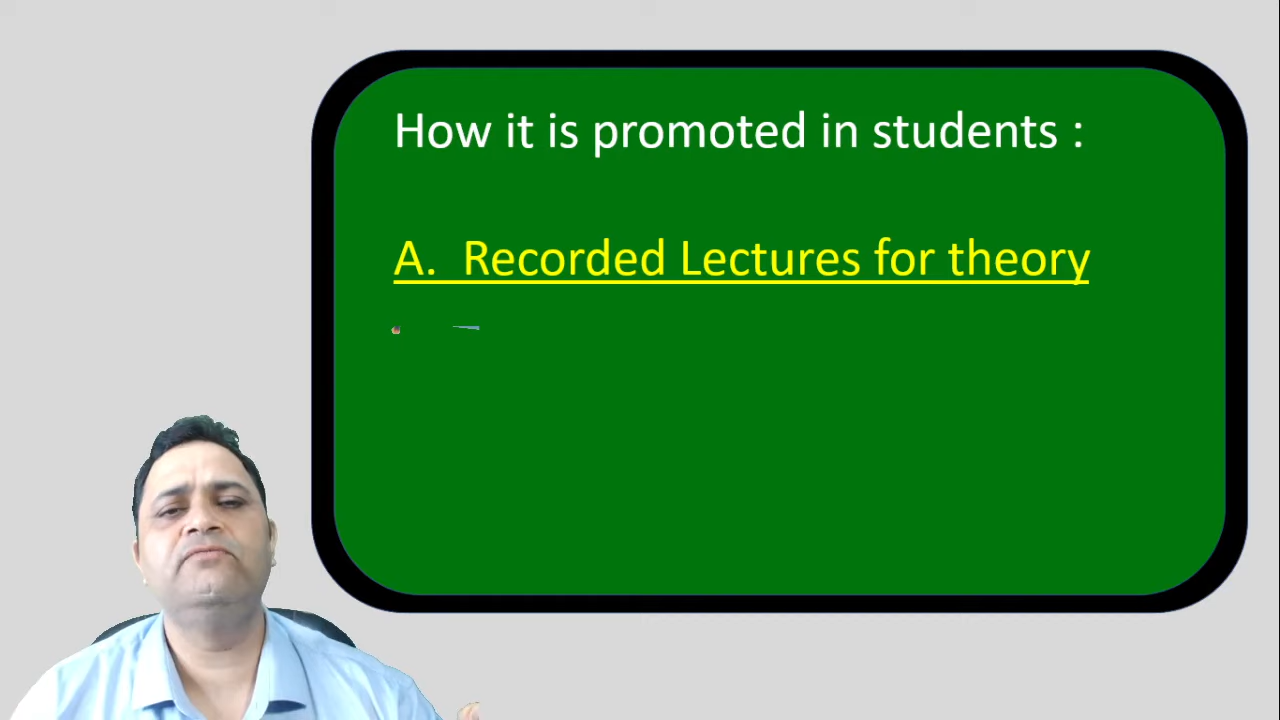 How it is promoted in students :
A. Recorded Lectures for theory